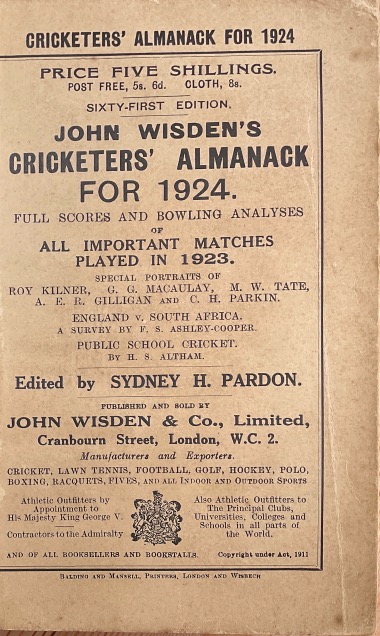 CRICKETERS' ALMANACK FOR 1924
PRICE FIVE SHILLINGS.
POST FREE, 5s. 6d. CLOTH, 8s.
SIXTY-FIRST EDITION.
JOHN WISDEN'S
CRICKETERS' ALMANACK
FOR 1924.
FULL SCORES AND BOWLING ANALYSES
OF
ALL IMPORTANT MATCHES
PLAYED IN 1923.
SPECIAL PORTRAITS OF
ROY KILNER, G. G. MACAULAY, M. W. TATE,
A. E. R. GILLIGAN AND C. H. PARKIN.
ENGLAND v. SOUTH AFRICA.
A SURVEY BY F. S. ASHLEY-COOPER.
PUBLIC SCHOOL CRICKET.
BY H. S. ALTHAM.
Edited by SYDNEY H. PARDON.
PUBLISHED AND SOLD BY
JOHN WISDEN & Co., Limited,
Cranbourn Street, London, W.C. 2.
Manufacturers and Exporters.
CRICKET, LAWN TENNIS, FOOTBALL, GOLF, HOCKEY, POLO,
BOXING, RACQUETS, FIVES, AND ALL INDOOR AND OUTDOOR SPORTS
Athletic Outfitters by
Appointment to
His Majesty King George V.
Contractors to the Admiralty
Also Athletic Outfitters to
The Principal Clubs,
Universities, Colleges and
Schools in all parts of
the World.
AND OF ALL BOOKSELLERS AND BOOKSTALLS. Copyright under Act, 1911
BALDING AND MANSELL, PRINTERS, LONDON AND WISBECH